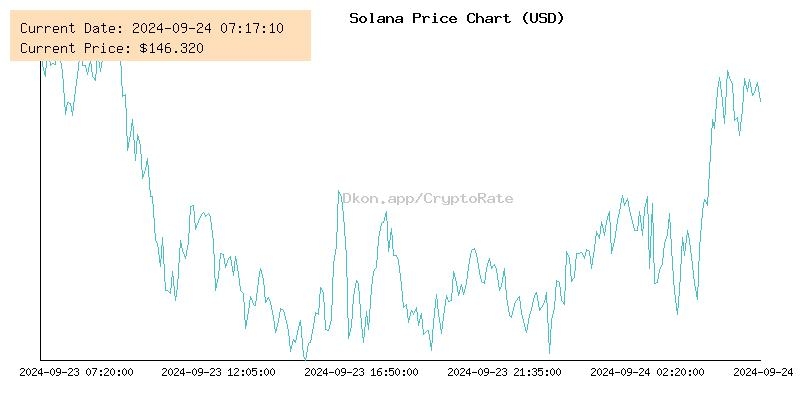 Solana Price Chart (USD)
Current Date: 2024-09-24 07:17:10
Current Price: $146.320
Dkon.app/CryptoRate
2024-09-23 07:20:00
2024-09-23 12:05:00
2024-09-23 16:50:00
2024-09-23 21:35:00
2024-09-24 02:20:00
2024-09-24